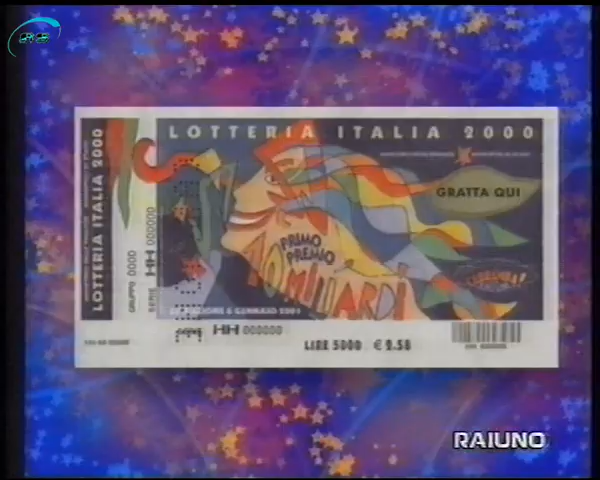 LOTTERIA ITALIA 2000
LOTTERIA ITALIA 2000
GRATTA QUI
PRIMO
PREMIO
10 MILIARDI
GRUPPO 0000
SERIE HH 000000
6 GENNAIO 2001
SERIE HH 000000
LIRE 5000 € 2.58
RAIUNO